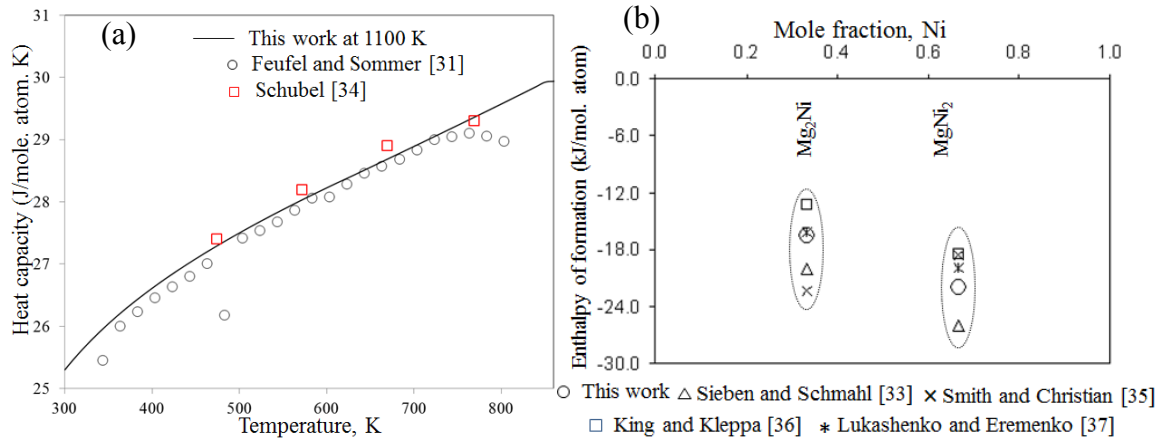 (a)
31
30
29
28
27
26
25
Heat capacity (J/mole. atom. K)
This work at 1100 K
Feufel and Sommer [31]
Schubel [34]
300 400 500 600 700 800
Temperature, K
(b)
Mole fraction, Ni
0.0 0.2 0.4 0.6 0.8 1.0
0.0
-6.0
-12.0
-18.0
-24.0
-30.0
Enthalpy of formation (kJ/mol. atom)
Mg₂Ni
MgNi₂
This work Sieben and Schmahl [33] Smith and Christian [35]
King and Kleppa [36] Lukashenko and Eremenko [37]